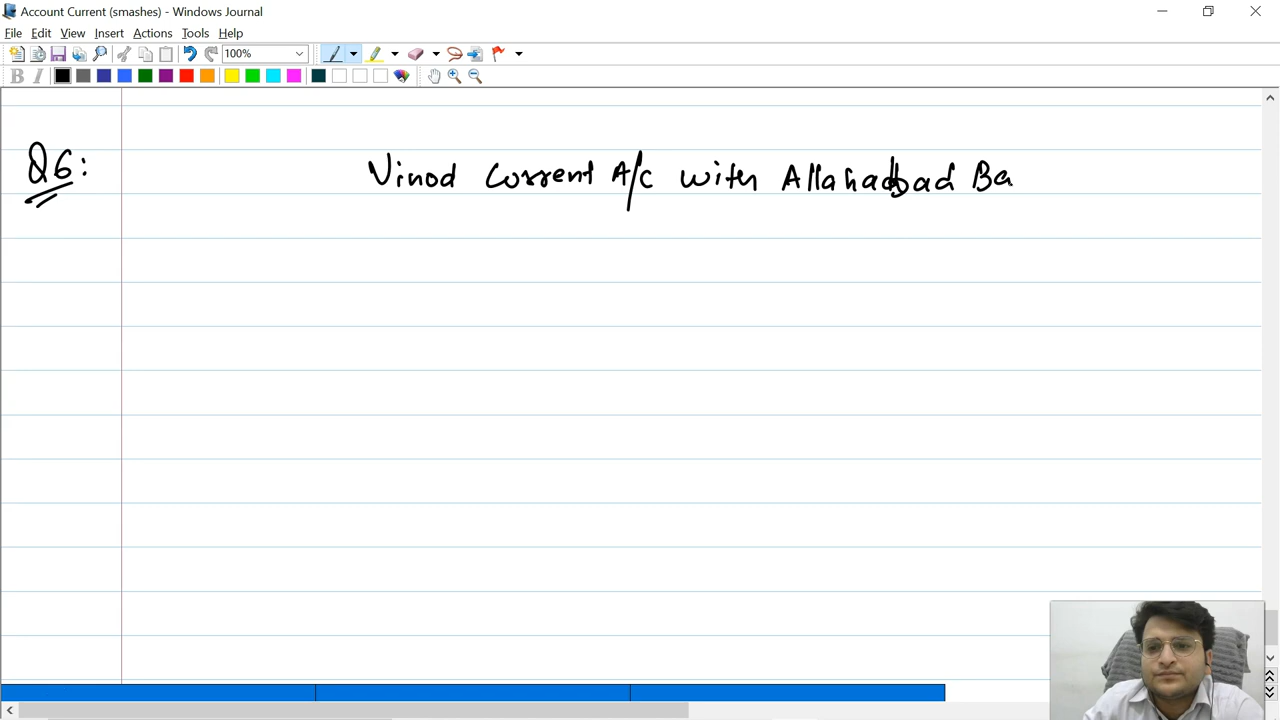 Account Current (smashes) - Windows Journal
File Edit View Insert Actions Tools Help
100%
B I
Q6: Vinod Current A/c with Allahabad Ba